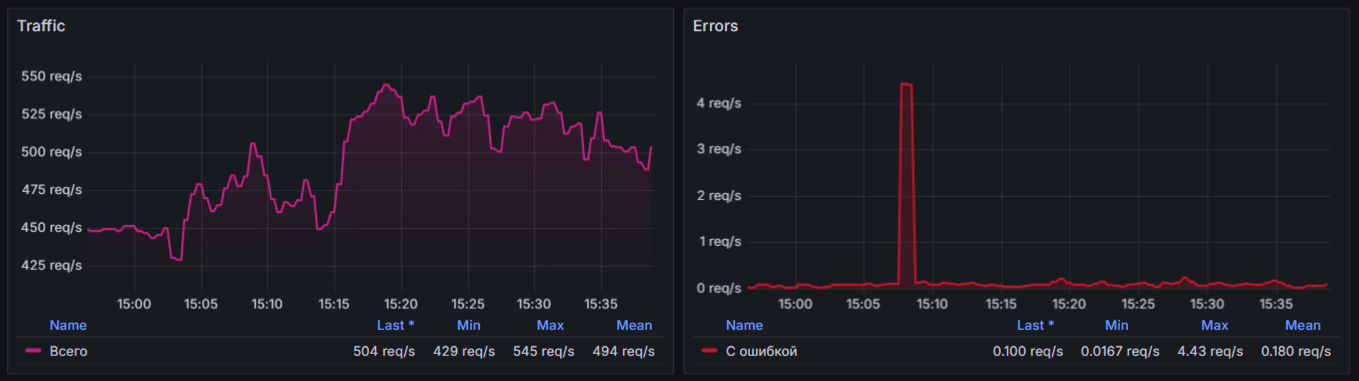 Traffic
550 req/s
525 req/s
500 req/s
475 req/s
450 req/s
425 req/s
15:00 15:05 15:10 15:15 15:20 15:25 15:30 15:35
Name Last * Min Max Mean
Всего 504 req/s 429 req/s 545 req/s 494 req/s
Errors
4 req/s
3 req/s
2 req/s
1 req/s
0 req/s
15:00 15:05 15:10 15:15 15:20 15:25 15:30 15:35
Name Last * Min Max Mean
С ошибкой 0.100 req/s 0.0167 req/s 4.43 req/s 0.180 req/s